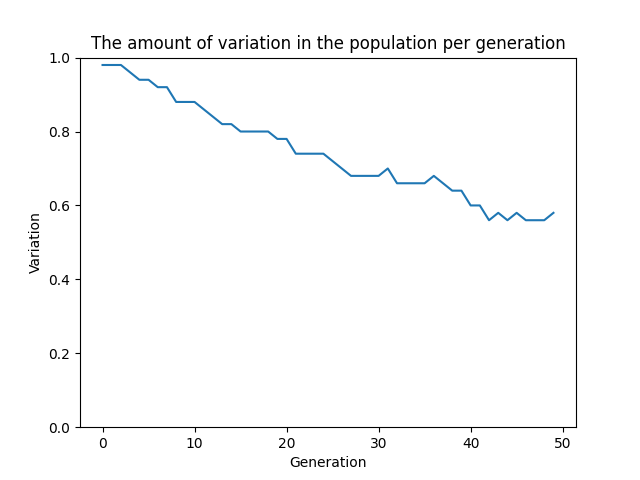 The amount of variation in the population per generation
1.0
0.8
0.6
0.4
0.2
0.0
Variation
0 10 20 30 40 50
Generation